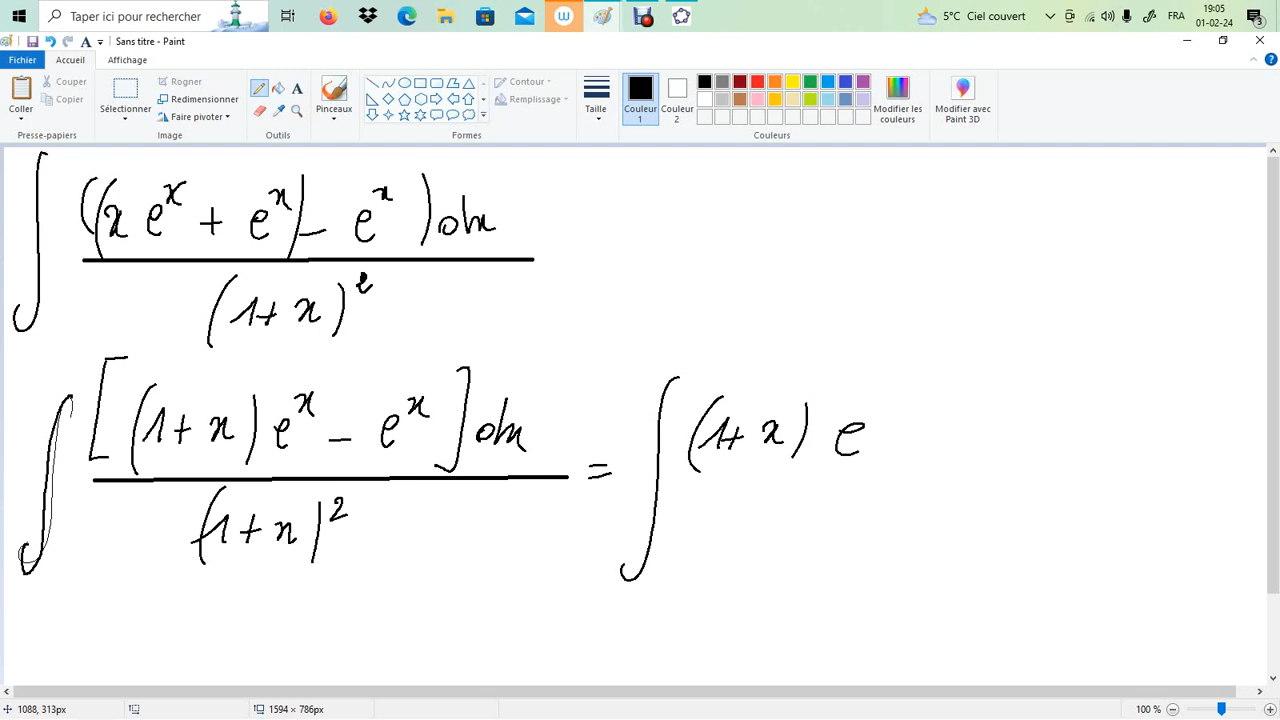 Taper ici pour rechercher
5°C Ciel couvert
FRA
19:05
01-02-24
3
Sans titre - Paint
Fichier Accueil Affichage
Coller
Couper
Copier
Presse-papiers
Sélectionner
Rogner
Redimensionner
Faire pivoter
Image
A
Outils
Pinceaux
Contour
Remplissage
Formes
Taille
Couleur 1
Couleur 2
Modifier les couleurs
Couleurs
Modifier avec Paint 3D
∫ ((x e^x + e^x) - e^x) dx
(1+x)^2
∫ [(1+x) e^x - e^x] dx = ∫ (1+x) e
(1+x)^2
1088, 313px
1594 × 786px
100 %